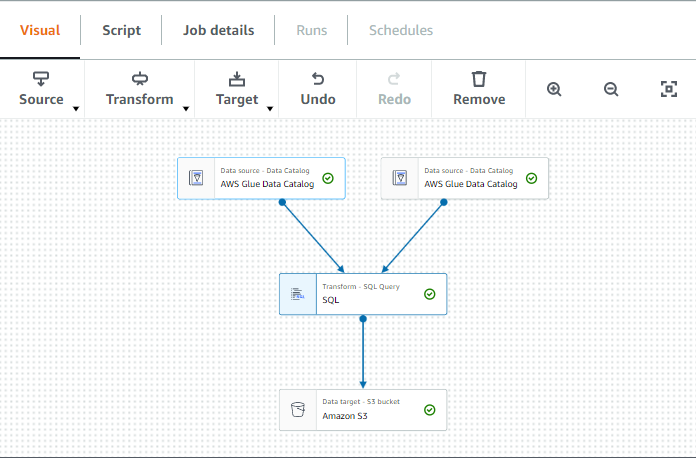 Visual
Script
Job details
Runs
Schedules
Source
Transform
Target
Undo
Redo
Remove
Data source - Data Catalog
AWS Glue Data Catalog
Data source - Data Catalog
AWS Glue Data Catalog
Transform - SQL Query
SQL
Data target - S3 bucket
Amazon S3